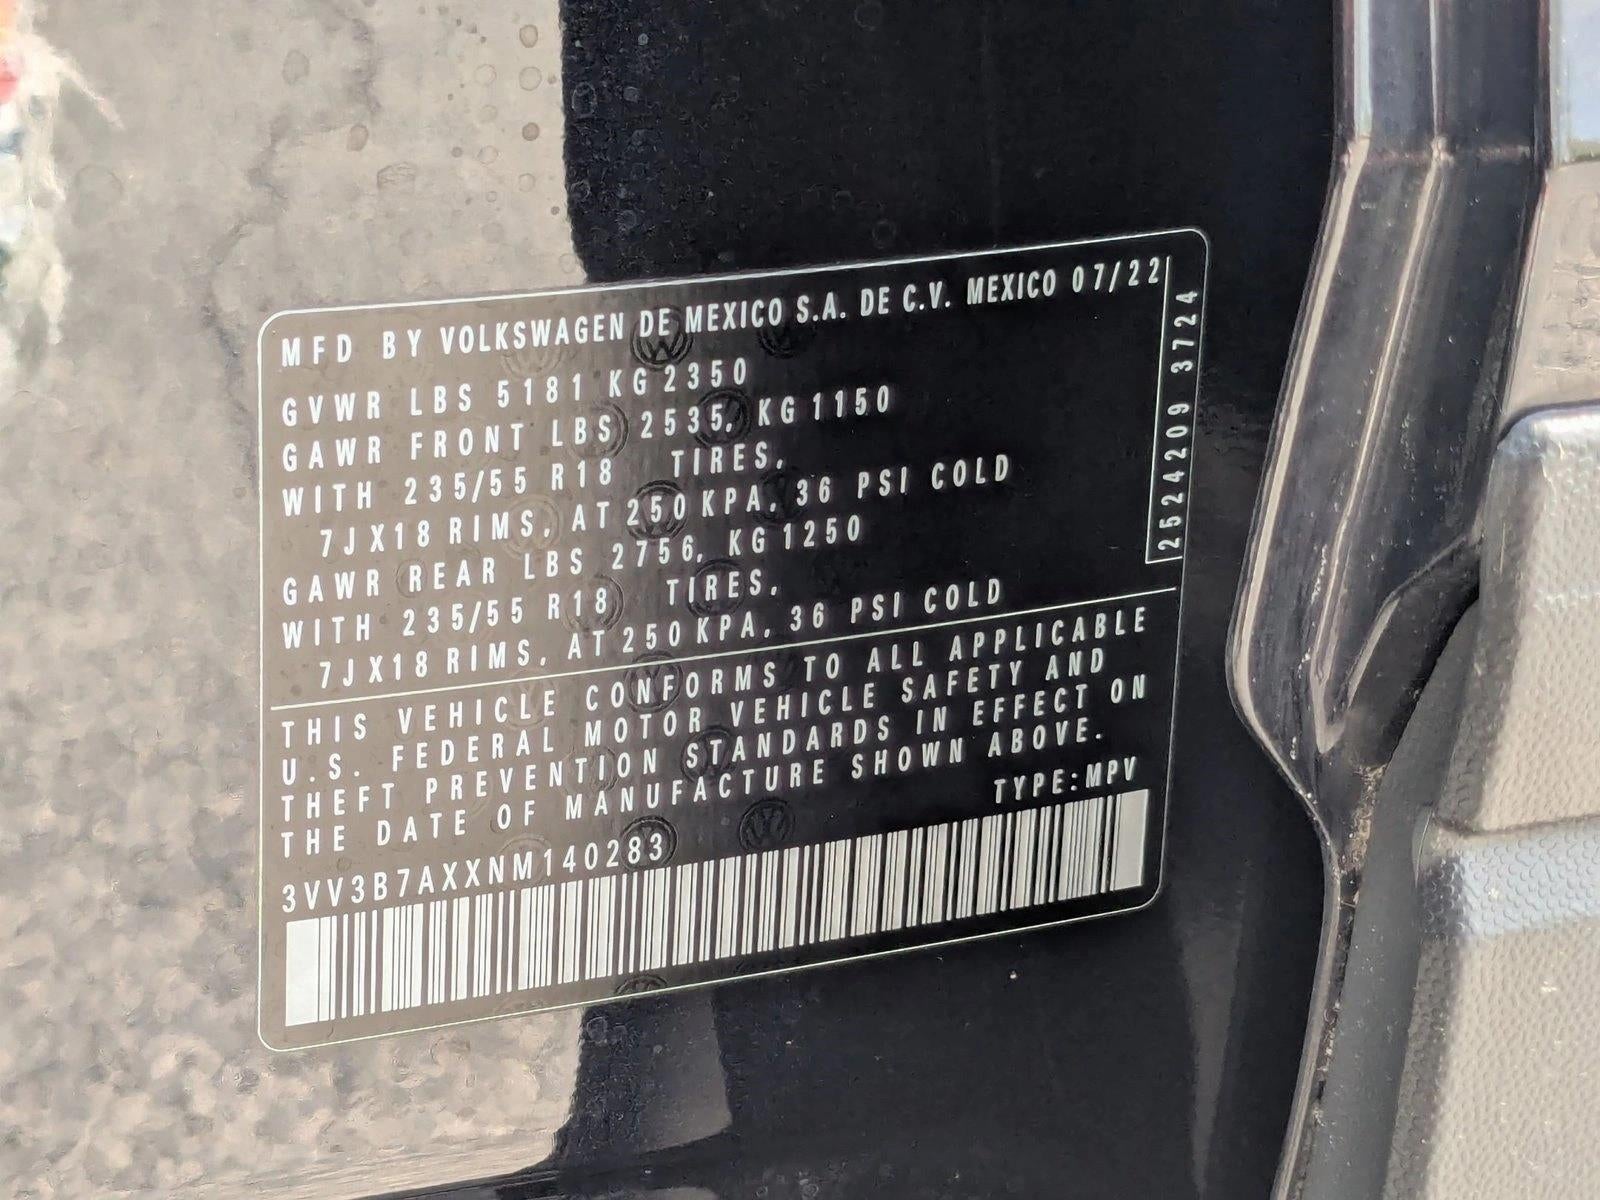 MFD BY VOLKSWAGEN DE MEXICO S.A. DE C.V. MEXICO 07/22
GVWR LBS 5181 KG 2350
GAWR FRONT LBS 2535, KG 1150
WITH 235/55 R18 TIRES,
7JX18 RIMS, AT 250 KPA, 36 PSI COLD
GAWR REAR LBS 2756, KG 1250
WITH 235/55 R18 TIRES,
7JX18 RIMS, AT 250 KPA, 36 PSI COLD
2524209 3724
THIS VEHICLE CONFORMS TO ALL APPLICABLE
U.S. FEDERAL MOTOR VEHICLE SAFETY AND
THEFT PREVENTION STANDARDS IN EFFECT ON
THE DATE OF MANUFACTURE SHOWN ABOVE.
TYPE:MPV
3VV3B7AXXNM140283